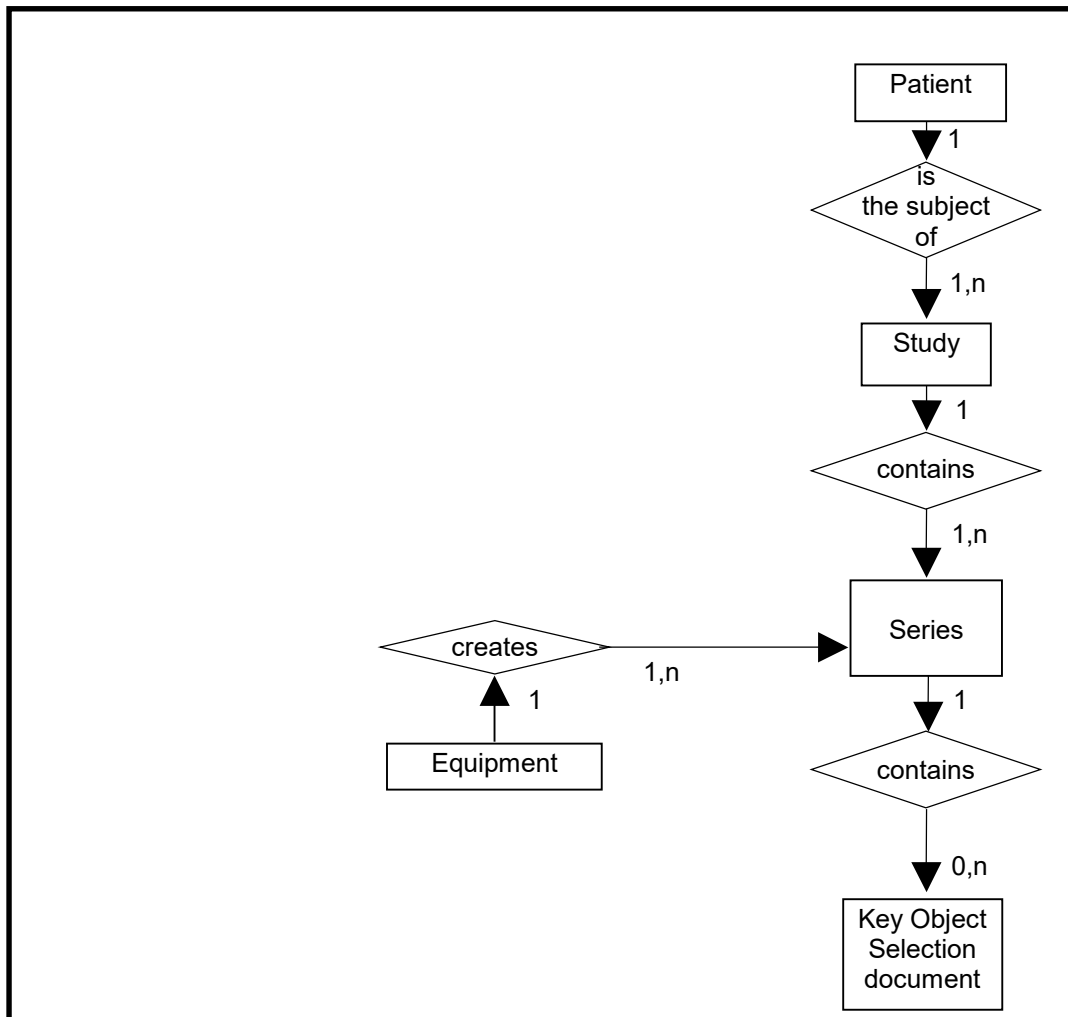 Patient
1
is
the subject
of
1,n
Study
1
contains
1,n
Series
creates
1,n
1
1
Equipment
contains
0,n
Key Object
Selection
document